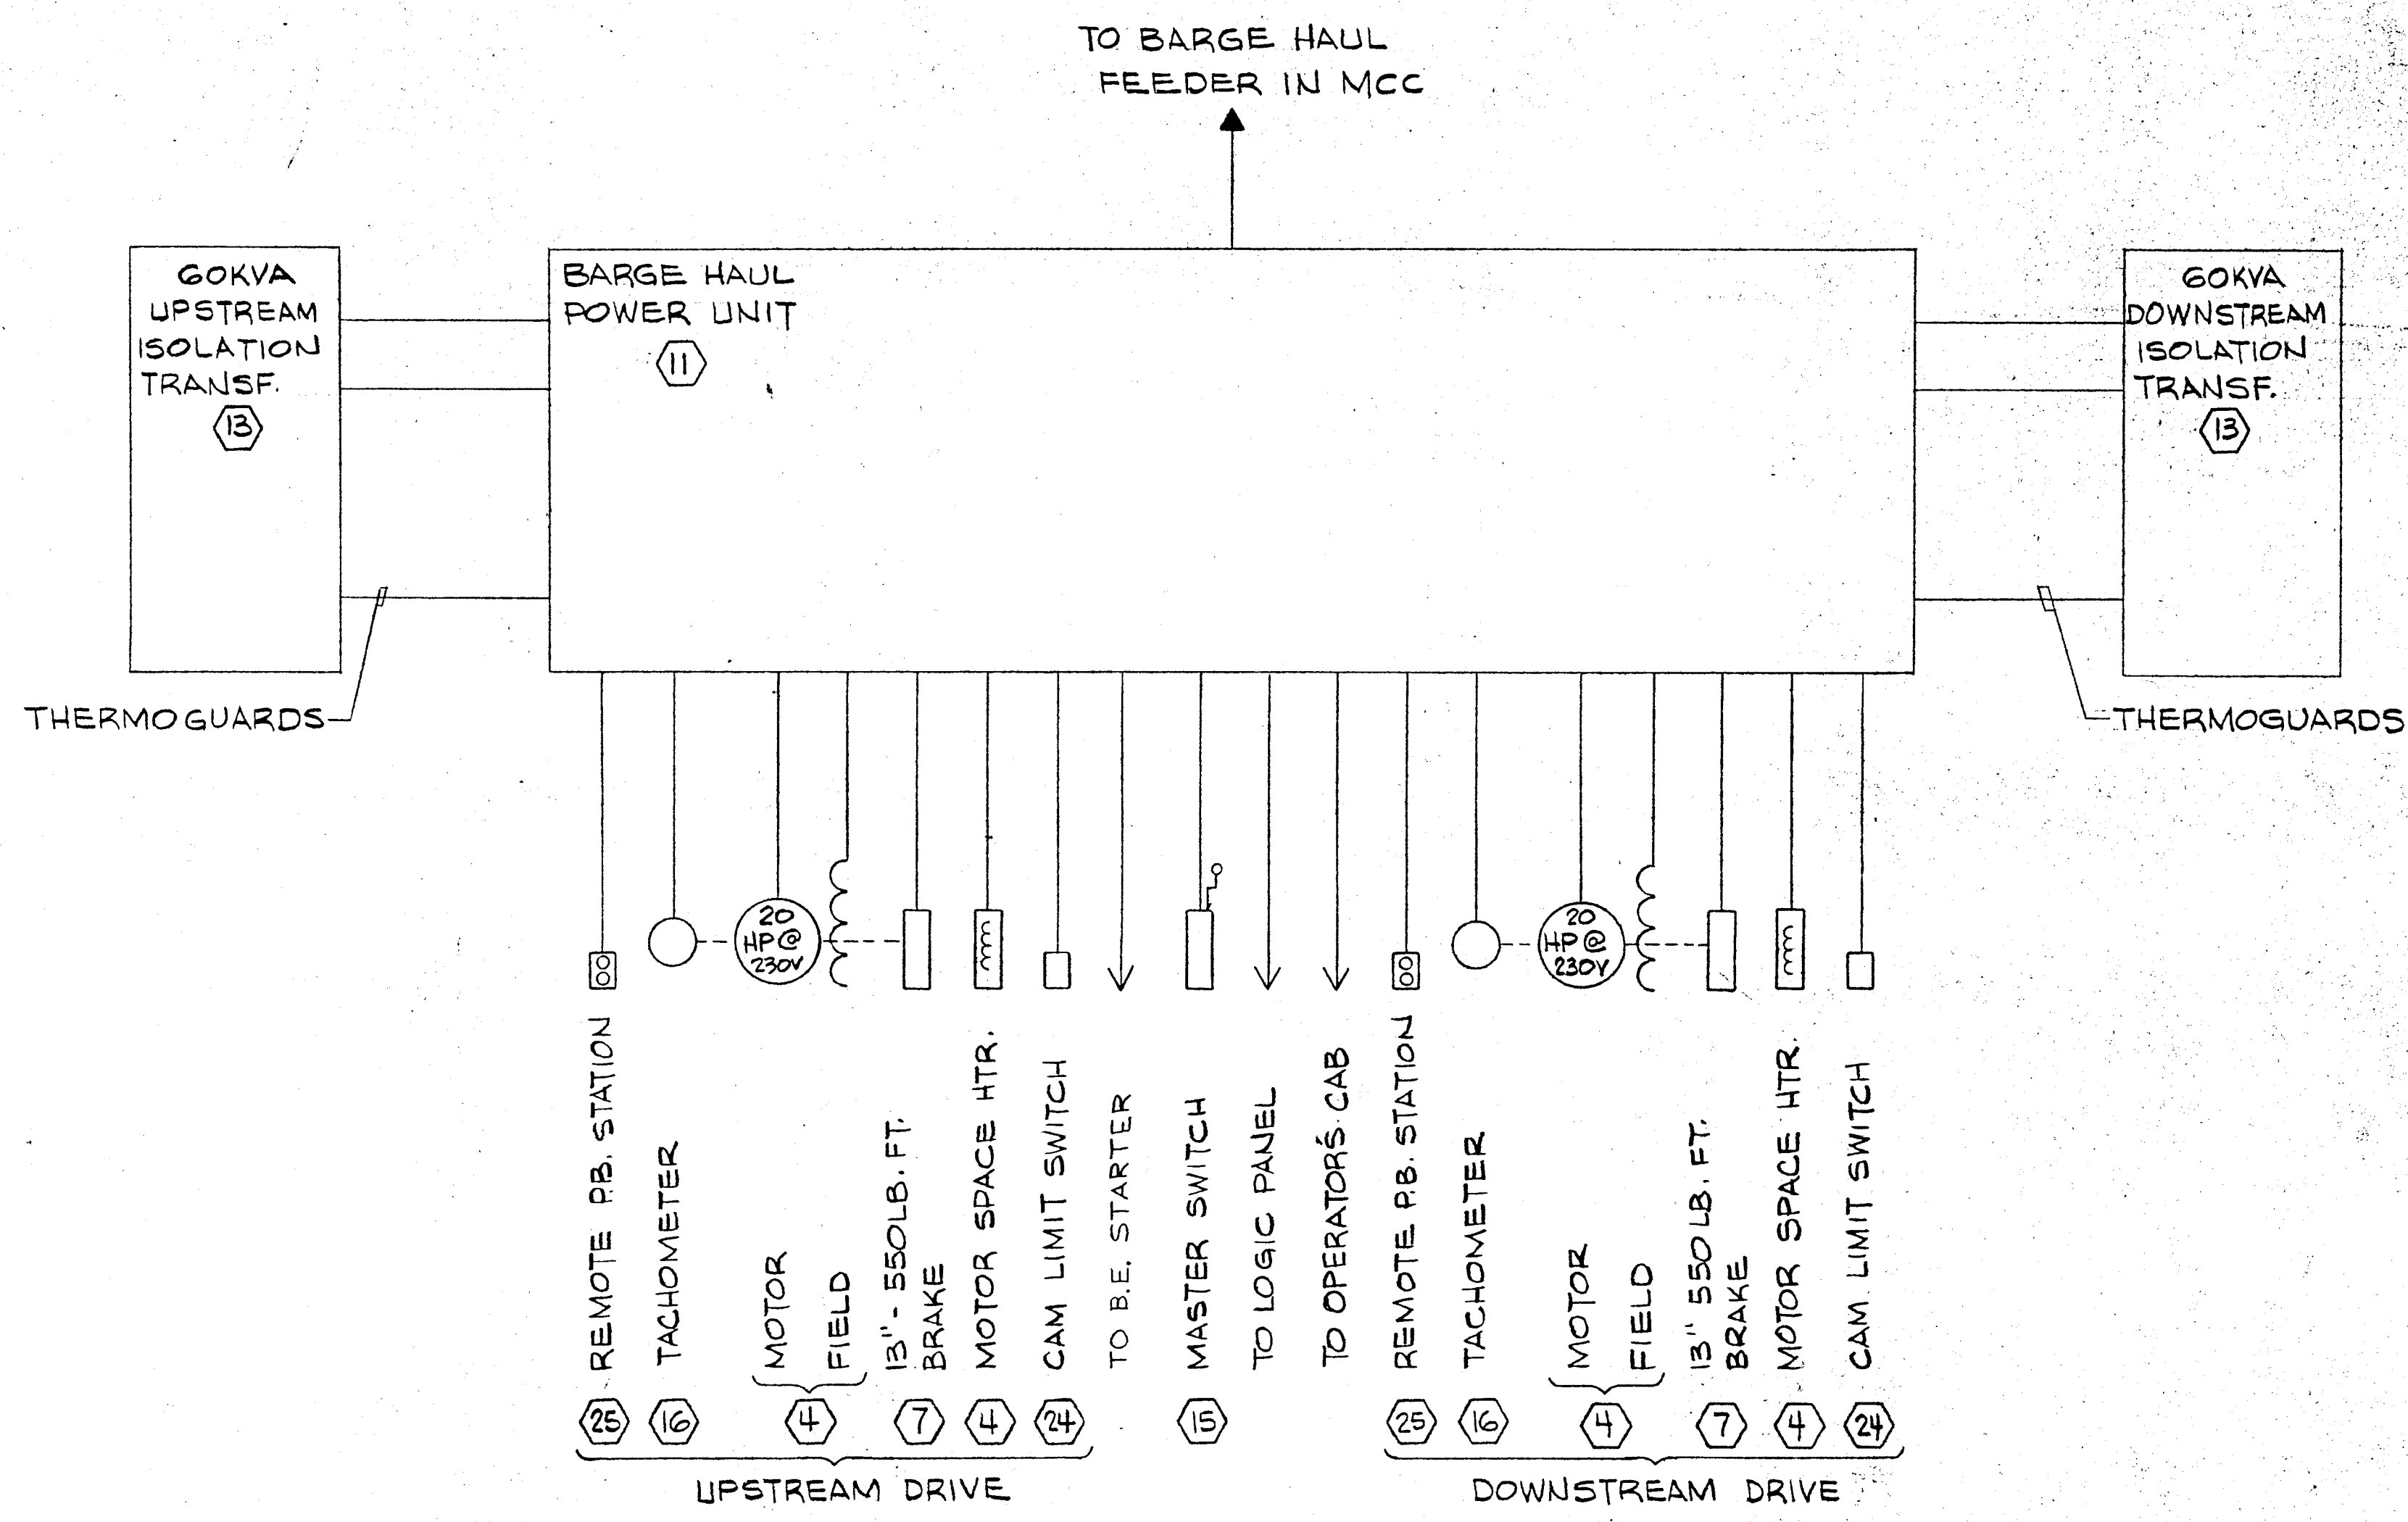 TO BARGE HAUL
FEEDER IN MCC
60KVA
UPSTREAM
ISOLATION
TRANSF.
13
BARGE HAUL
POWER UNIT
11
60KVA
DOWNSTREAM
ISOLATION
TRANSF.
13
THERMOGUARDS
THERMOGUARDS
20
HP@
230V
20
HP@
230V
REMOTE P.B. STATION
TACHOMETER
MOTOR
FIELD
13" - 550LB. FT.
BRAKE
MOTOR SPACE HTR.
CAM LIMIT SWITCH
TO B.E. STARTER
MASTER SWITCH
TO LOGIC PANEL
TO OPERATOR'S CAB
REMOTE P.B. STATION
TACHOMETER
MOTOR
FIELD
13" 550 LB. FT.
BRAKE
MOTOR SPACE HTR.
CAM LIMIT SWITCH
25
16
4
7
4
24
15
25
16
4
7
4
24
UPSTREAM DRIVE
DOWNSTREAM DRIVE